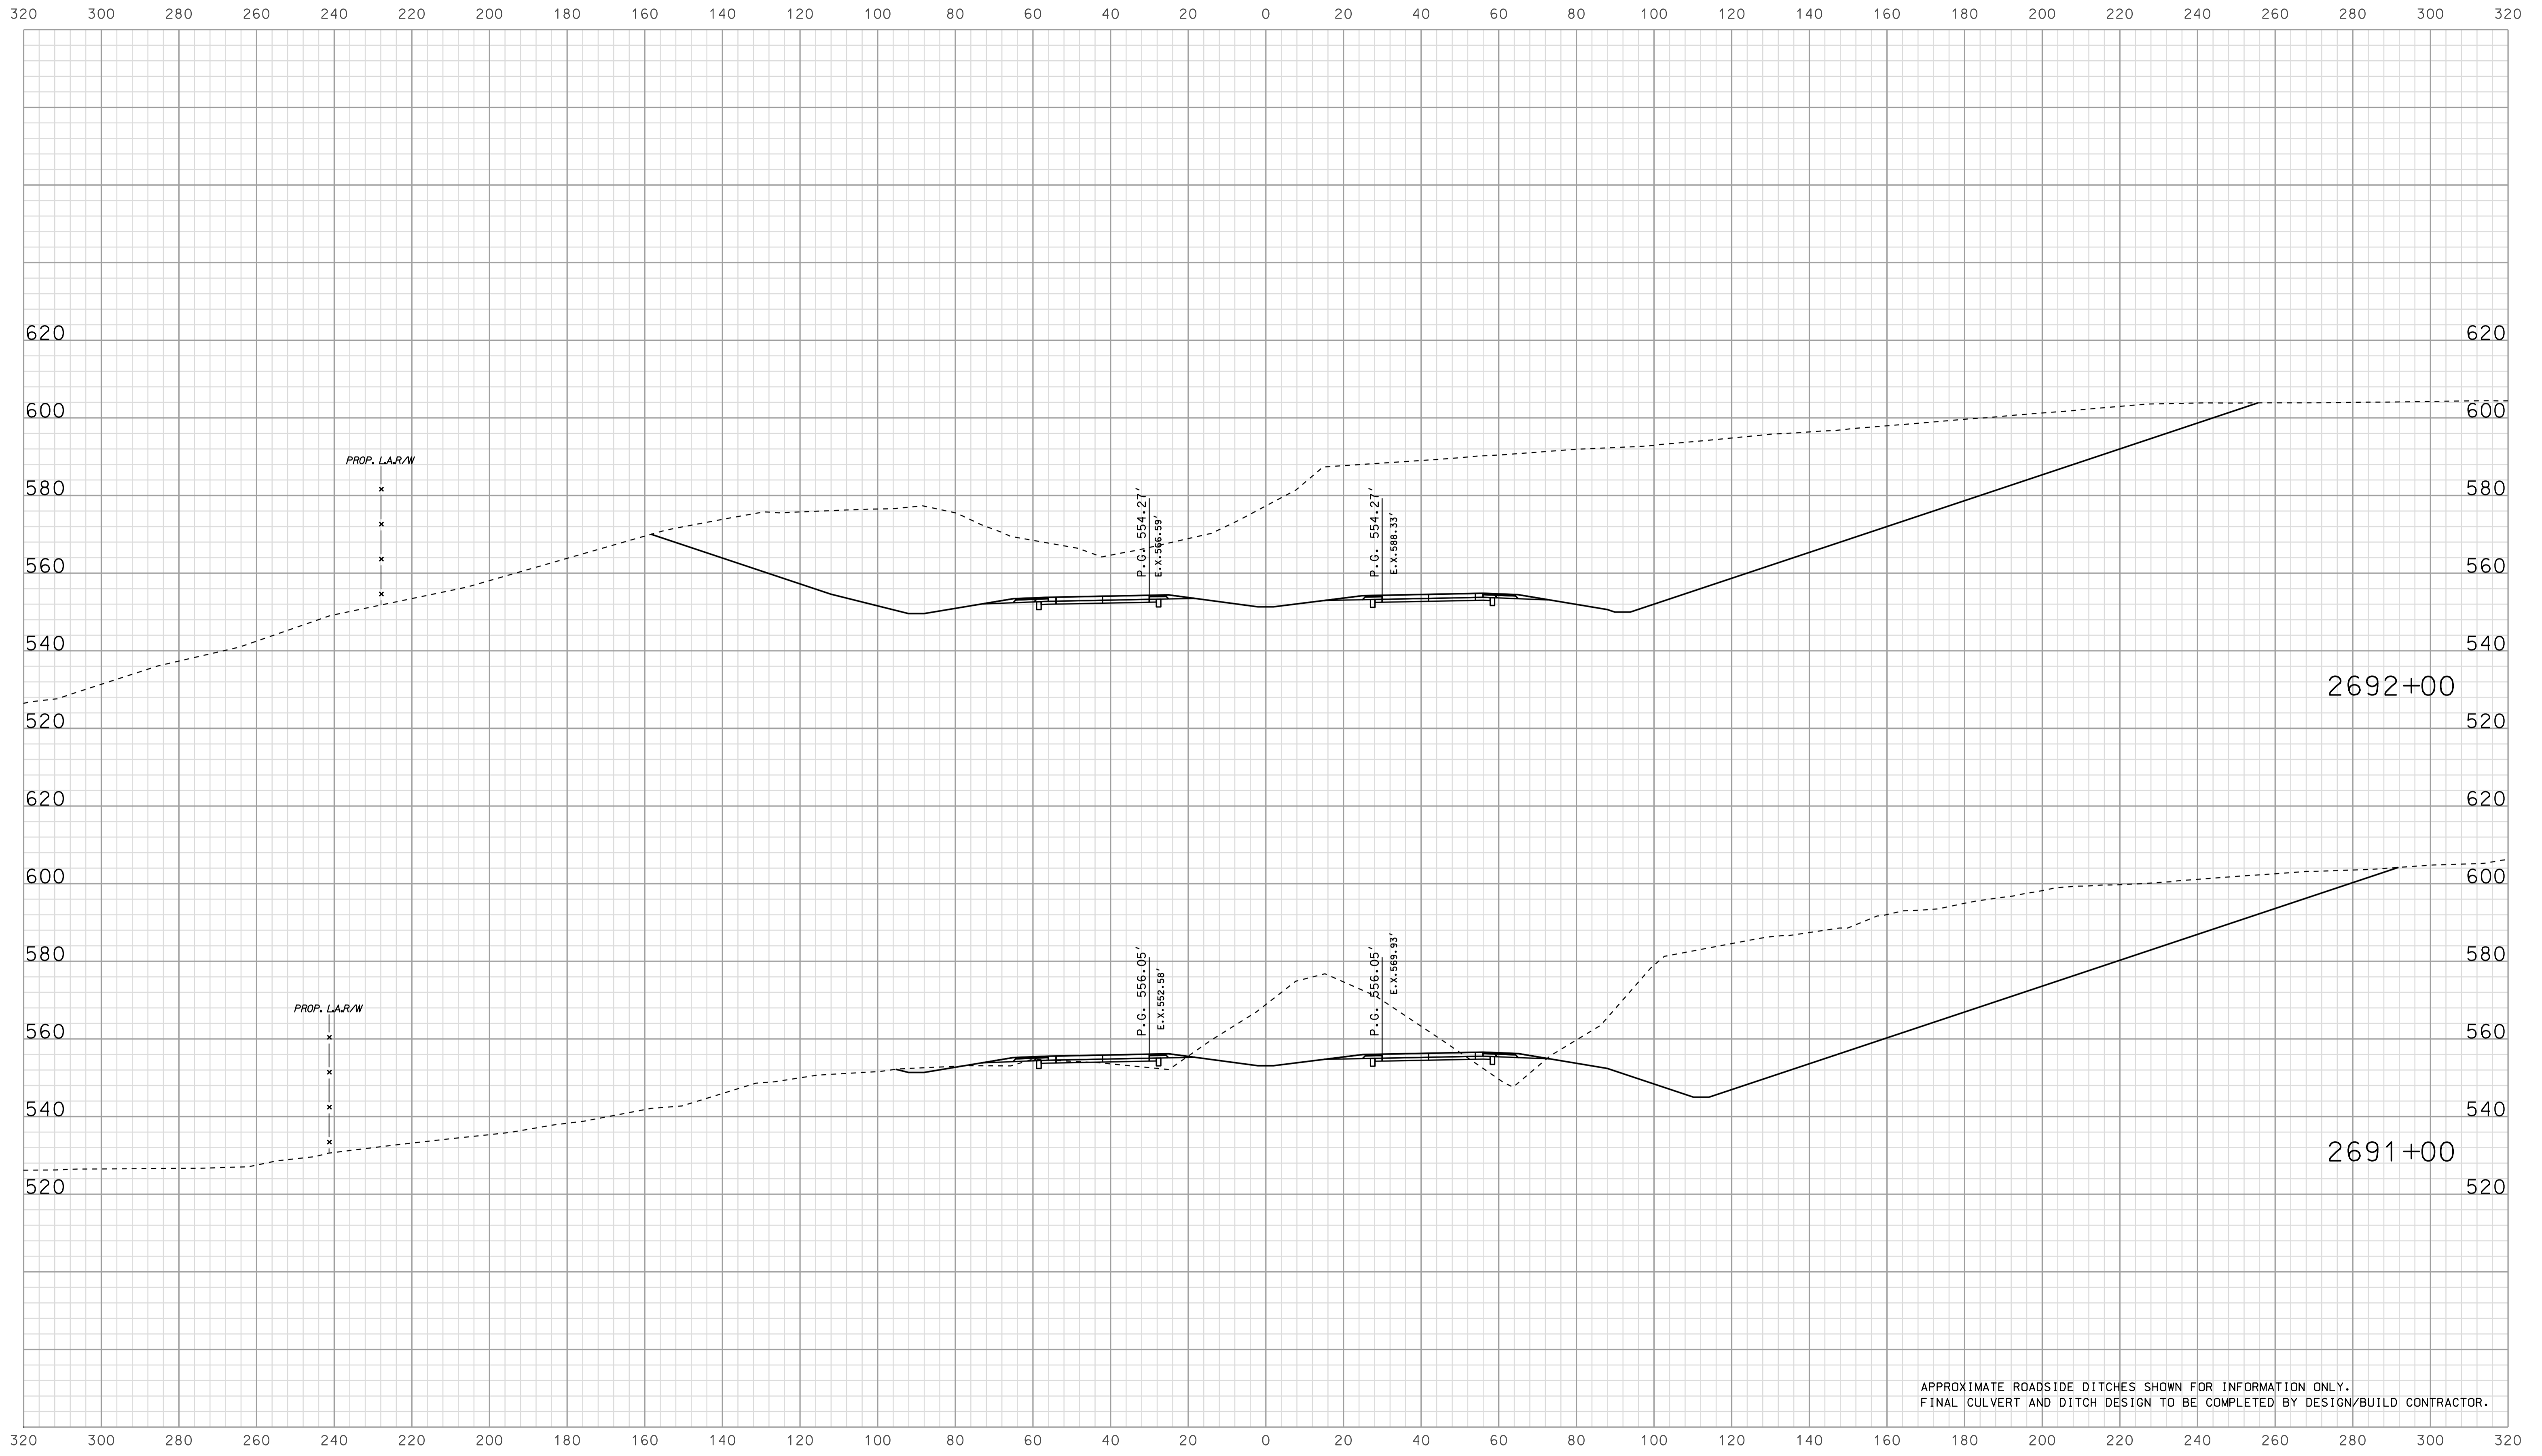 320 300 280 260 240 220 200 180 160 140 120 100 80 60 40 20 0 20 40 60 80 100 120 140 160 180 200 220 240 260 280 300 320
620 620
600 600
PROP. L.A.R/W
580 580
P.G. 554.27'
E.X.566.59'
P.G. 554.27'
E.X.588.33'
560 560
540 540
2692+00
520 520
620 620
600 600
580 580
P.G. 556.05'
E.X.552.58'
P.G. 556.05'
E.X.569.93'
PROP. L.A.R/W
560 560
540 540
2691+00
520 520
APPROXIMATE ROADSIDE DITCHES SHOWN FOR INFORMATION ONLY.
FINAL CULVERT AND DITCH DESIGN TO BE COMPLETED BY DESIGN/BUILD CONTRACTOR.
320 300 280 260 240 220 200 180 160 140 120 100 80 60 40 20 0 20 40 60 80 100 120 140 160 180 200 220 240 260 280 300 320